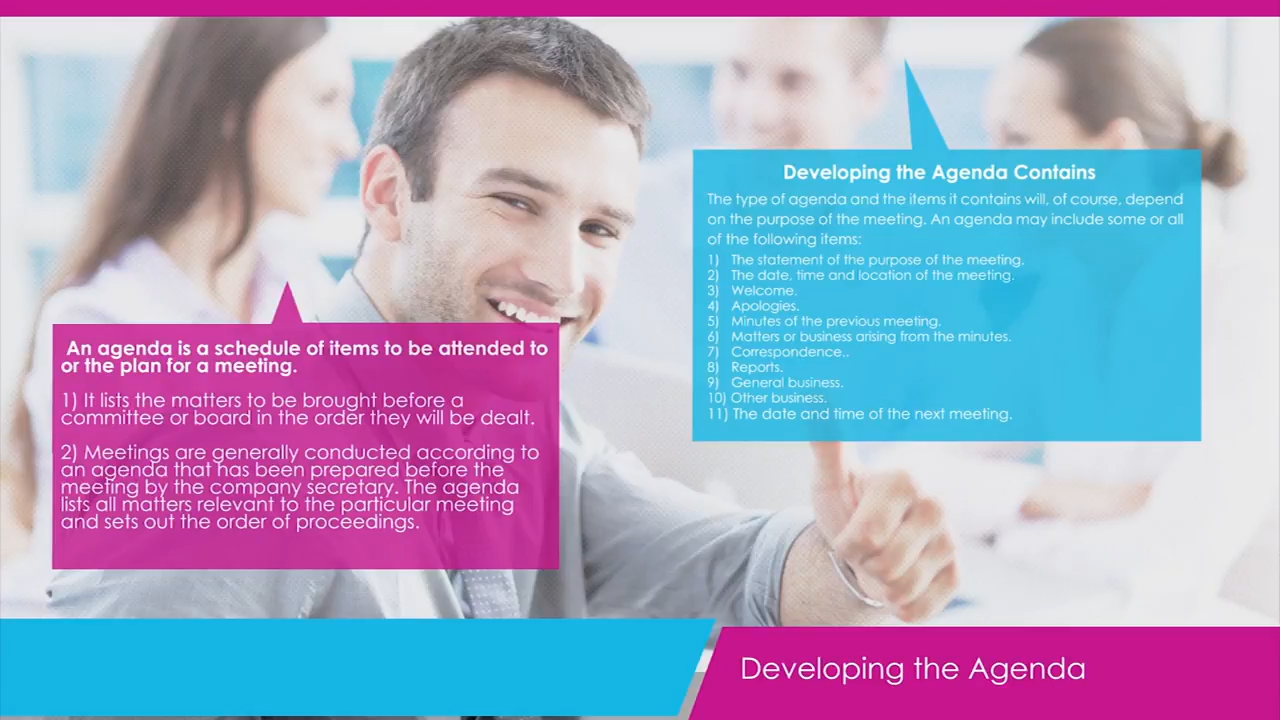 An agenda is a schedule of items to be attended to
or the plan for a meeting.
1) It lists the matters to be brought before a
committee or board in the order they will be dealt.
2) Meetings are generally conducted according to
an agenda that has been prepared before the
meeting by the company secretary. The agenda
lists all matters relevant to the particular meeting
and sets out the order of proceedings.
Developing the Agenda Contains
The type of agenda and the items it contains will, of course, depend
on the purpose of the meeting. An agenda may include some or all
of the following items:
1) The statement of the purpose of the meeting.
2) The date, time and location of the meeting.
3) Welcome.
4) Apologies.
5) Minutes of the previous meeting.
6) Matters or business arising from the minutes.
7) Correspondence..
8) Reports.
9) General business.
10) Other business.
11) The date and time of the next meeting.
Developing the Agenda